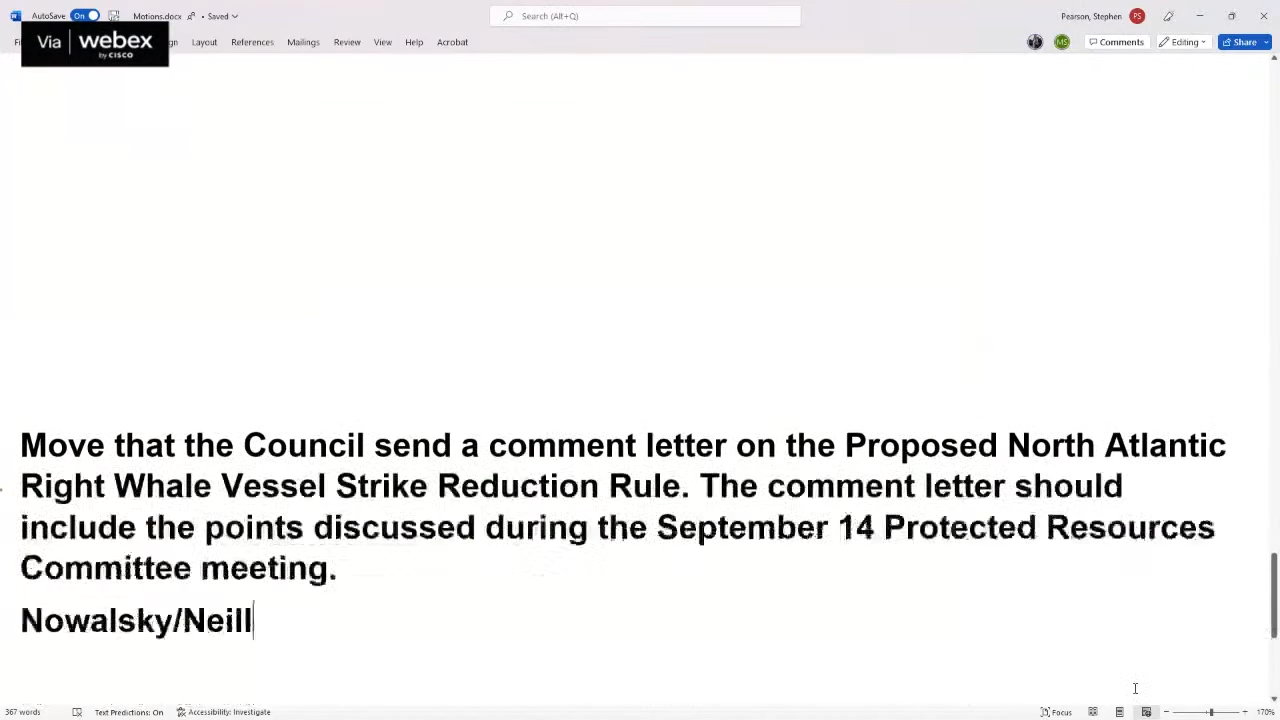 AutoSave On Motions.docx Saved Search (Alt+Q) Pearson, Stephen PS
Via webex by CISCO
Layout References Mailings Review View Help Acrobat MS Comments Editing Share
Move that the Council send a comment letter on the Proposed North Atlantic
Right Whale Vessel Strike Reduction Rule. The comment letter should
include the points discussed during the September 14 Protected Resources
Committee meeting.
Nowalsky/Neill
367 words Text Predictions: On Accessibility: Investigate Focus 170%